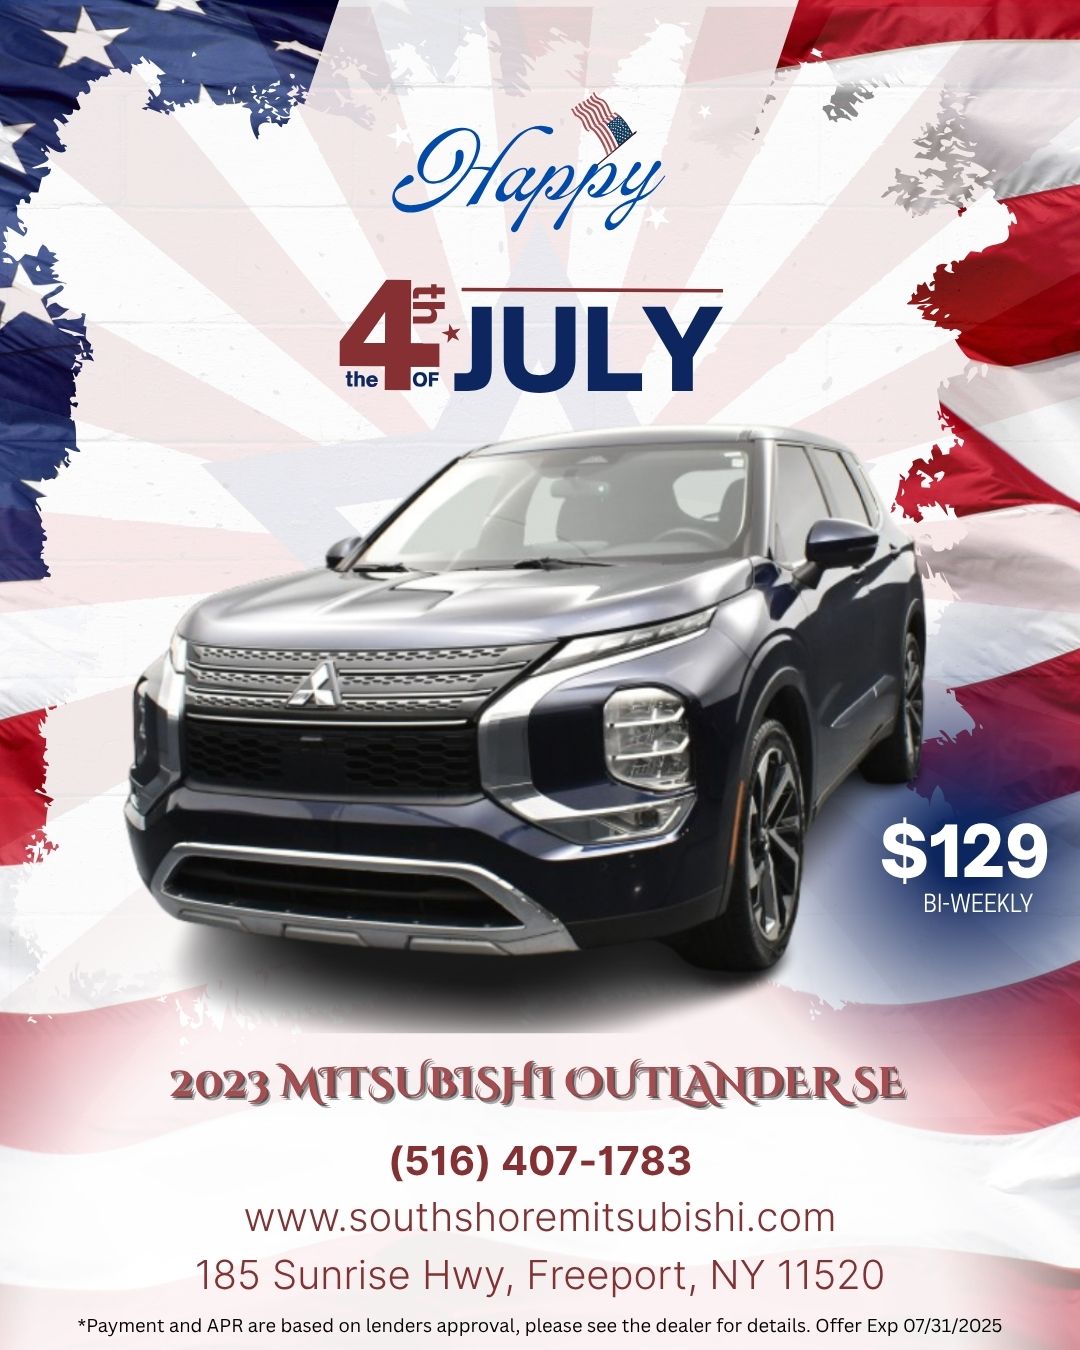 Happy
4th
the OF JULY
$129
BI-WEEKLY
2023 MITSUBISHI OUTLANDER SE
(516) 407-1783
www.southshoremitsubishi.com
185 Sunrise Hwy, Freeport, NY 11520
*Payment and APR are based on lenders approval, please see the dealer for details. Offer Exp 07/31/2025